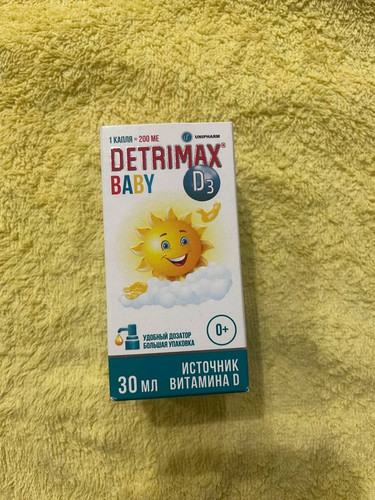 1 КАПЛЯ = 200 МЕ
UNIPHARM
DETRIMAX®
BABY
D3
0+
УДОБНЫЙ ДОЗАТОР
БОЛЬШАЯ УПАКОВКА
30 МЛ
ИСТОЧНИК
ВИТАМИНА D